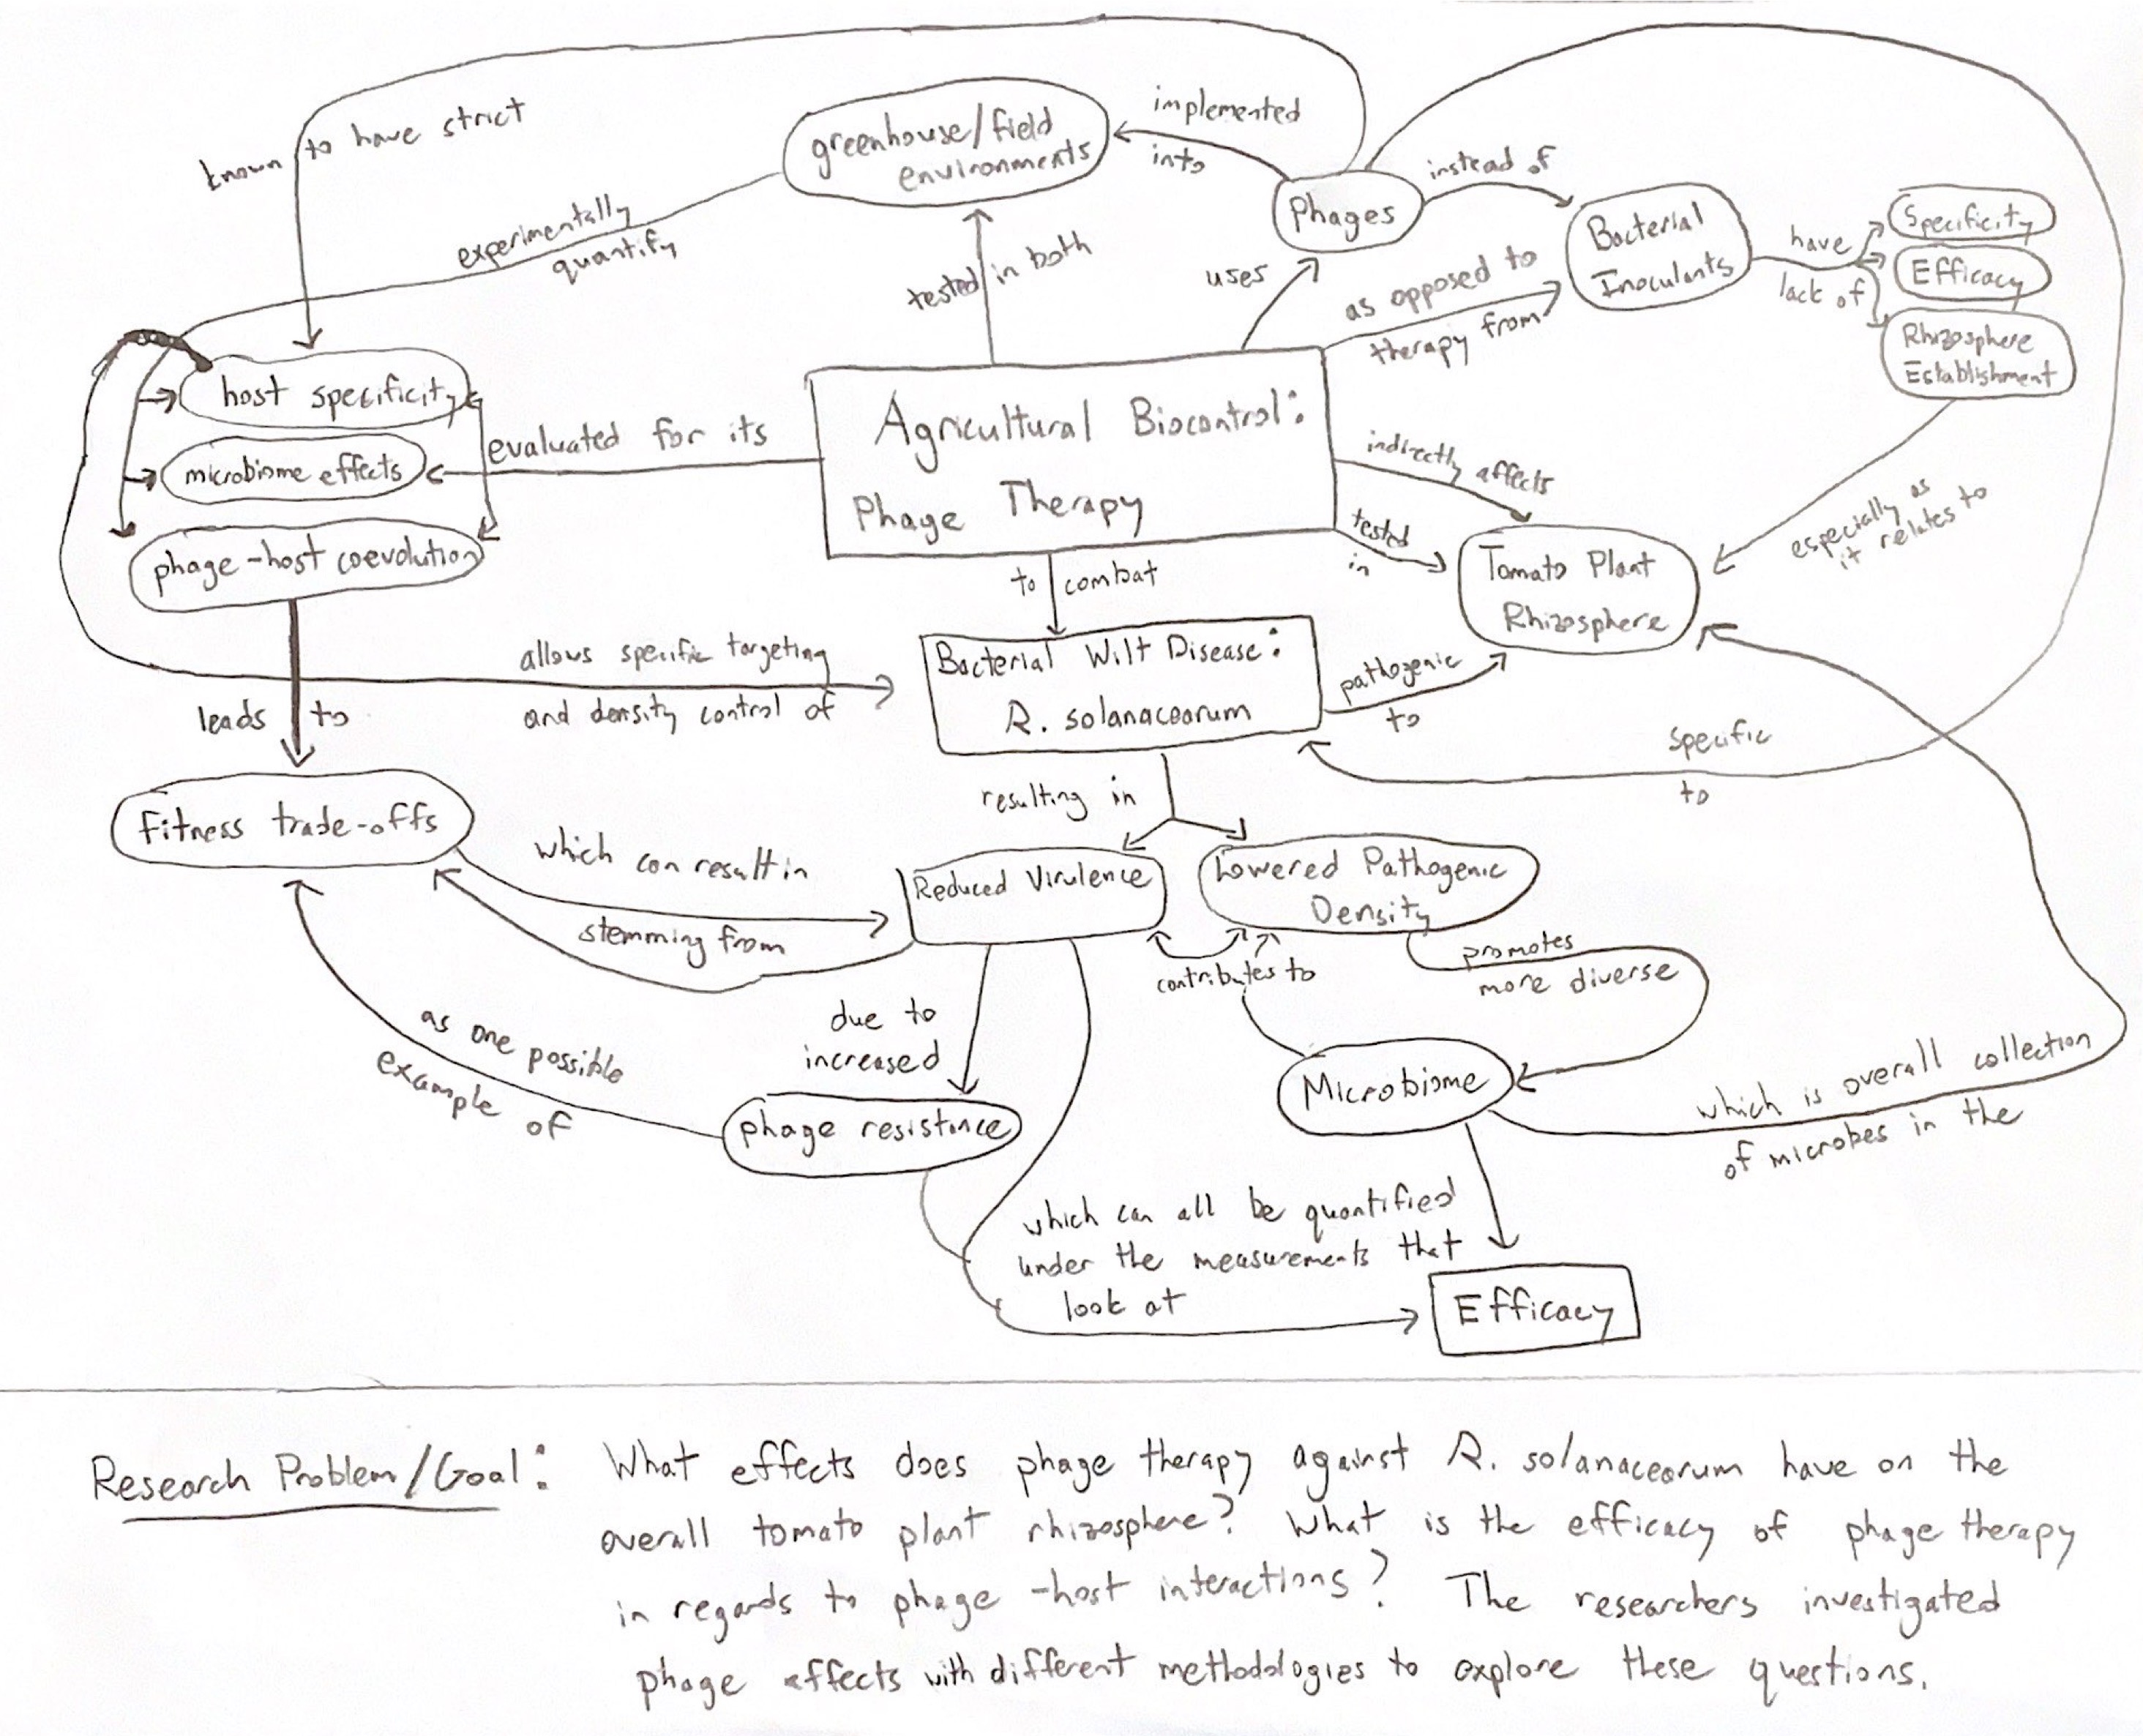 known to have strict
greenhouse/field
environments
implemented
into
Phages
instead of
Bacterial
Inoculants
have
lack of
Specificity
Efficacy
Rhizosphere
Establishment
experimentally
quantify
tested in both
uses
as opposed to
therapy from
host specificity
microbiome effects
phage-host coevolution
evaluated for its
Agricultural Biocontrol:
Phage Therapy
indirectly affects
tested
in
especially as
it relates to
Tomato Plant
Rhizosphere
to combat
allows specific targeting
and density control of
Bacterial Wilt Disease:
R. solanacearum
pathogenic
to
leads to
specific
to
resulting in
Fitness trade-offs
which can result in
stemming from
Reduced Virulence
Lowered Pathogenic
Density
contributes to
promotes
more diverse
due to
increased
as one possible
example of
phage resistance
Microbiome
which is overall collection
of microbes in the
which can all be quantified
under the measurements that
look at
Efficacy
Research Problem/Goal: What effects does phage therapy against R. solanacearum have on the
overall tomato plant rhizosphere? What is the efficacy of phage therapy
in regards to phage-host interactions? The researchers investigated
phage effects with different methodologies to explore these questions.